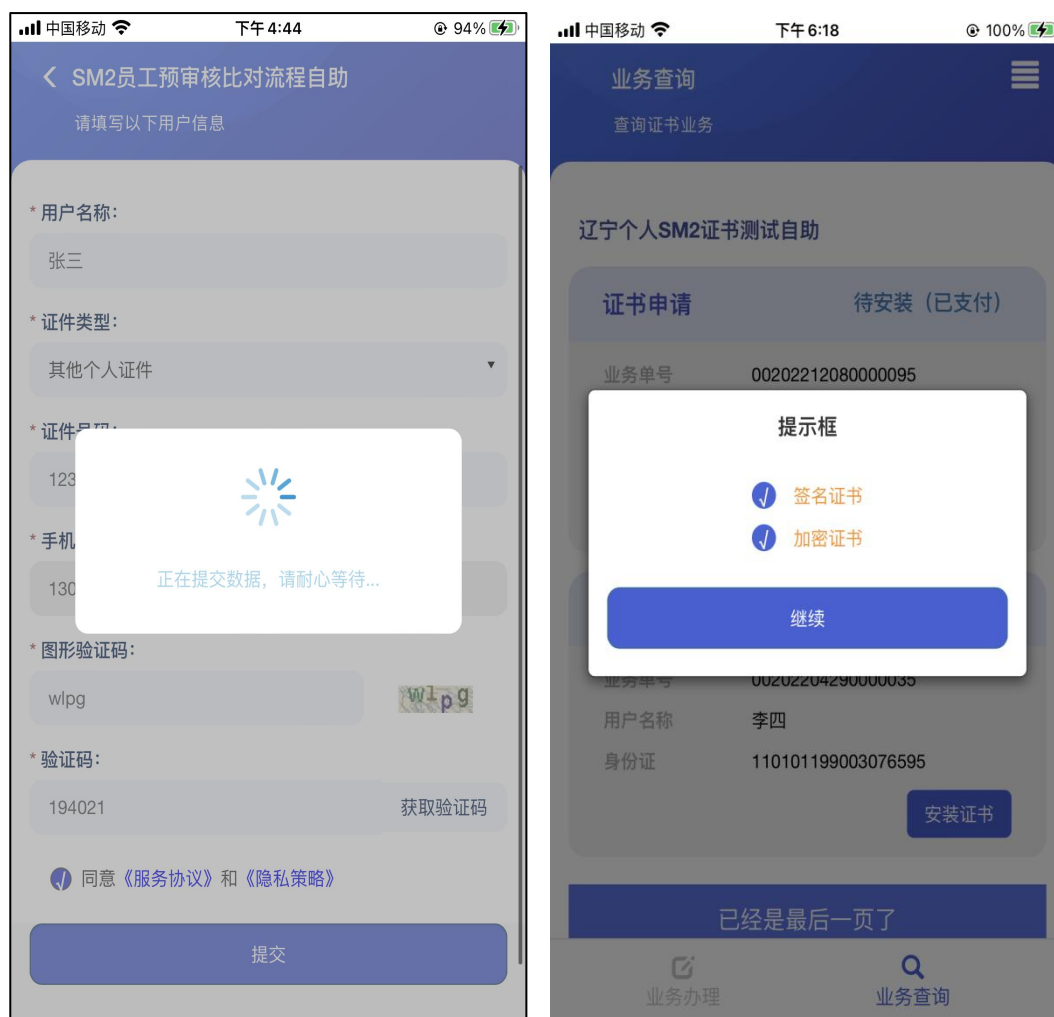 中国移动 下午4:44 94%
SM2员工预审核比对流程自助
请填写以下用户信息
* 用户名称:
张三
* 证件类型:
其他个人证件
* 证件号码:
123
* 手机
130
正在提交数据，请耐心等待...
* 图形验证码:
wlpg
wlpg
* 验证码:
194021 获取验证码
同意《服务协议》和《隐私策略》
提交
中国移动 下午6:18 100%
业务查询
查询证书业务
辽宁个人SM2证书测试自助
证书申请 待安装（已支付）
业务单号 00202212080000095
提示框
签名证书
加密证书
继续
业务单号 00202204290000035
用户名称 李四
身份证 110101199003076595
安装证书
已经是最后一页了
业务办理 业务查询